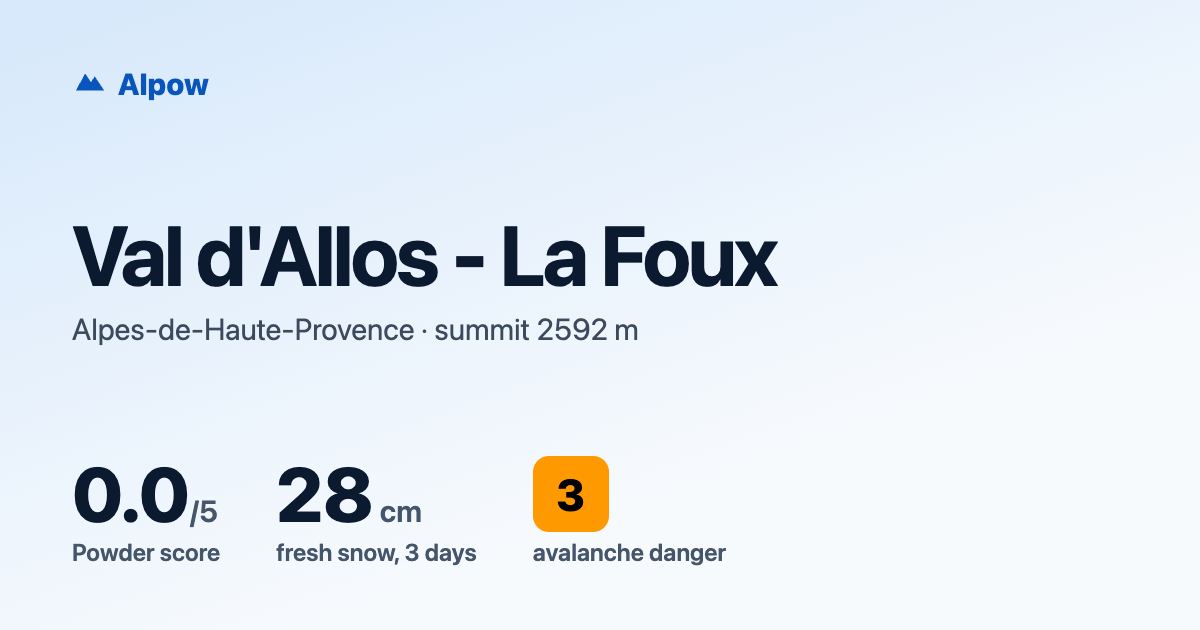 Alpow
Val d'Allos - La Foux
Alpes-de-Haute-Provence · summit 2592 m
0.0/5 28 cm 3
Powder score fresh snow, 3 days avalanche danger